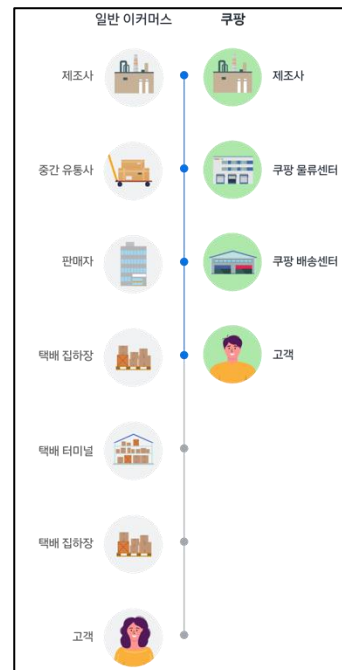 일반 이커머스 쿠팡
제조사 제조사
중간 유통사 쿠팡 물류센터
판매자 쿠팡 배송센터
택배 집하장 고객
택배 터미널
택배 집하장
고객